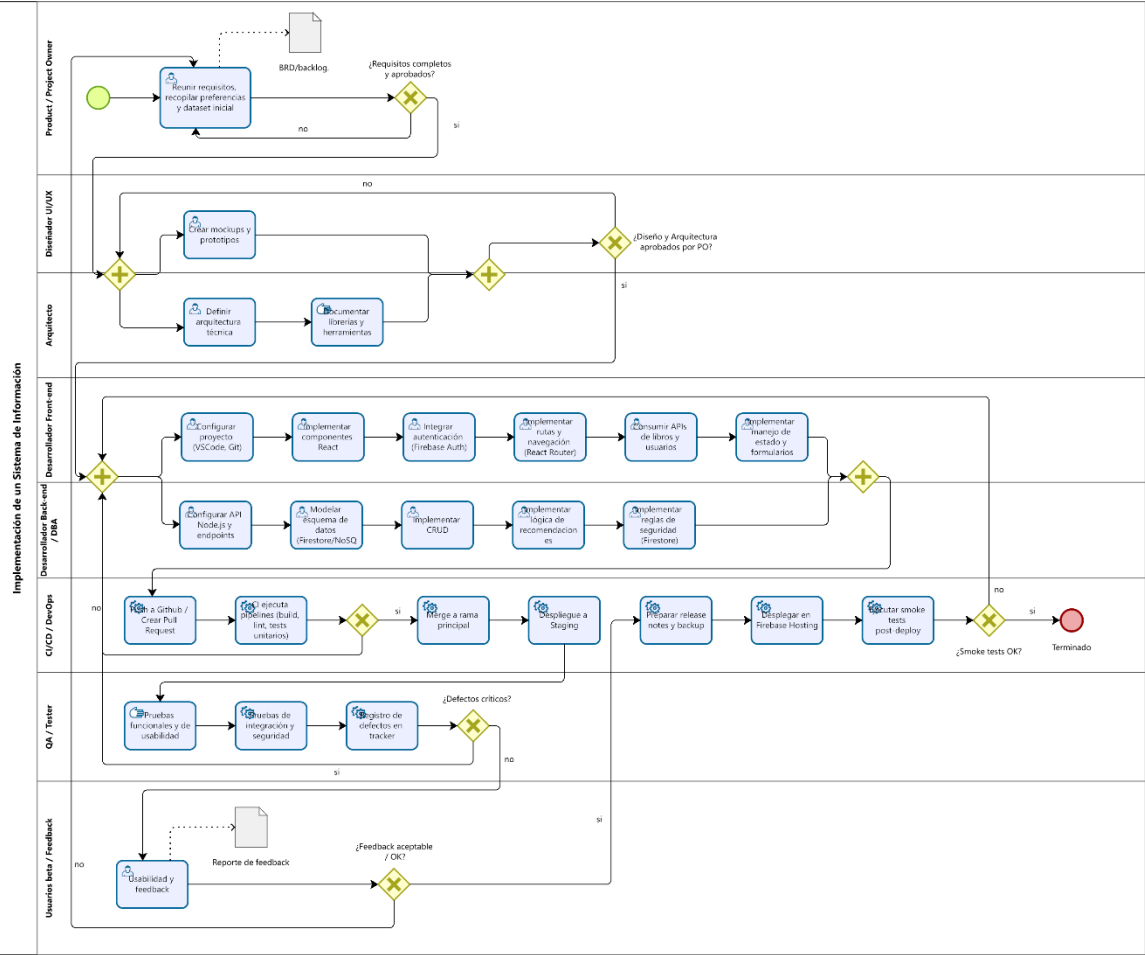 Implementación de un Sistema de Información
Product / Project Owner
Reunir requisitos,
recopilar preferencias
y dataset inicial
BRD/backlog.
¿Requisitos completos
y aprobados?
no
si
Diseñador UI/UX
no
Crear mockups y
prototipos
¿Diseño y Arquitectura
aprobados por PO?
si
Arquitecto
Definir
arquitectura
técnica
Documentar
librerias y
herramientas
Desarrollador Front-end
Configurar
proyecto
(VSCode, Git)
Implementar
componentes
React
Integrar
autenticación
(Firebase Auth)
Implementar
rutas y
navegación
(React Router)
Consumir APIs
de libros y
usuarios
Implementar
manejo de
estado y
formularios
Desarrollador Back-end
/ DBA
Configurar API
Node.js y
endpoints
Modelar
esquema de
datos
(Firestore/NoSQ
Implementar
CRUD
Implementar
lógica de
recomendacion
es
Implementar
reglas de
seguridad
(Firestore)
CI/CD / DevOps
no
Push a Github /
Crear Pull
Request
CI ejecuta
pipelines (build,
lint, tests
unitarios)
si
Merge a rama
principal
Despliegue a
Staging
Preparar release
notes y backup
Desplegar en
Firebase Hosting
Ejecutar smoke
tests
post-deploy
no
¿Smoke tests OK?
si
Terminado
QA / Tester
Pruebas
funcionales y de
usabilidad
Pruebas de
integración y
seguridad
Registro de
defectos en
tracker
¿Defectos críticos?
si
no
Usuarios beta / Feedback
no
Usabilidad y
feedback
Reporte de feedback
¿Feedback aceptable
/ OK?
si